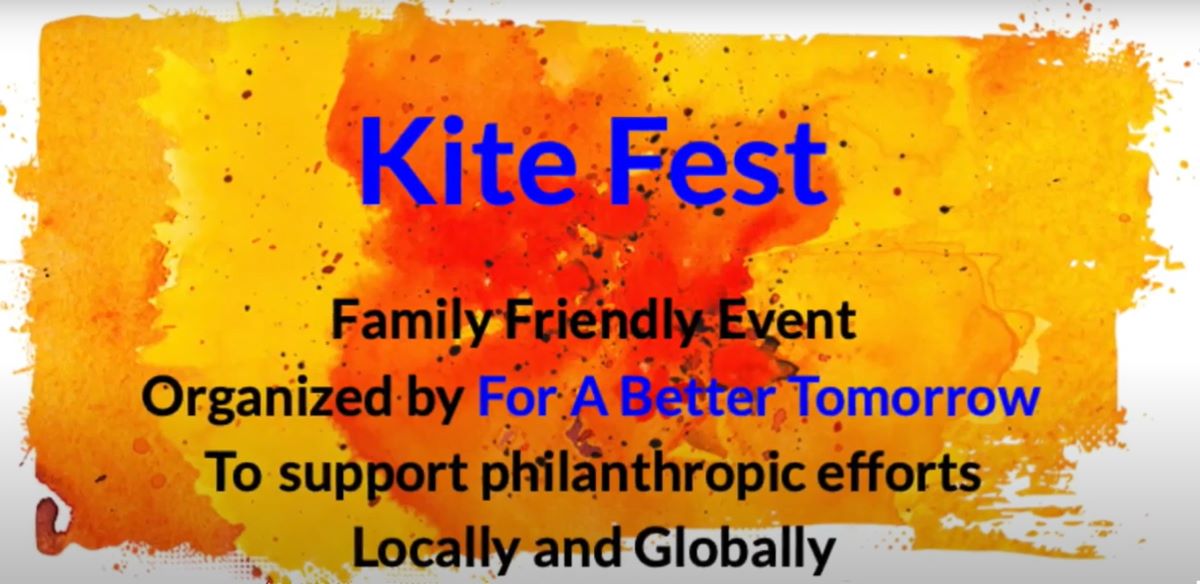 Kite Fest
Family Friendly Event
Organized by For A Better Tomorrow
To support philanthropic efforts
Locally and Globally